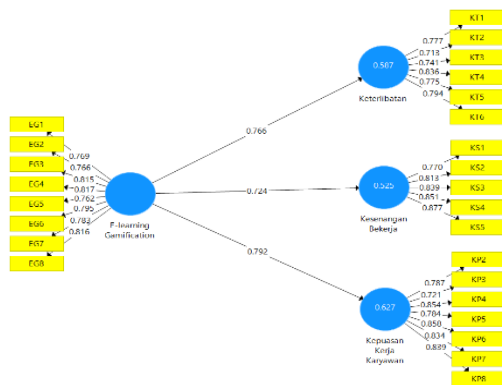 EG1
EG2
EG3
EG4
EG5
EG6
EG7
EG8
0.769
0.766
0.815
0.817
0.762
0.795
0.783
0.816
E-learning
Gamification
0.766
0.724
0.792
0.587
Keterlibatan
0.777
0.713
0.741
0.836
0.775
0.794
KT1
KT2
KT3
KT4
KT5
KT6
0.525
Kesenangan
Bekerja
0.770
0.813
0.839
0.851
0.877
KS1
KS2
KS3
KS4
KS5
0.627
Kepuasan
Kerja
Karyawan
0.787
0.721
0.854
0.784
0.850
0.834
0.839
KP2
KP3
KP4
KP5
KP6
KP7
KP8